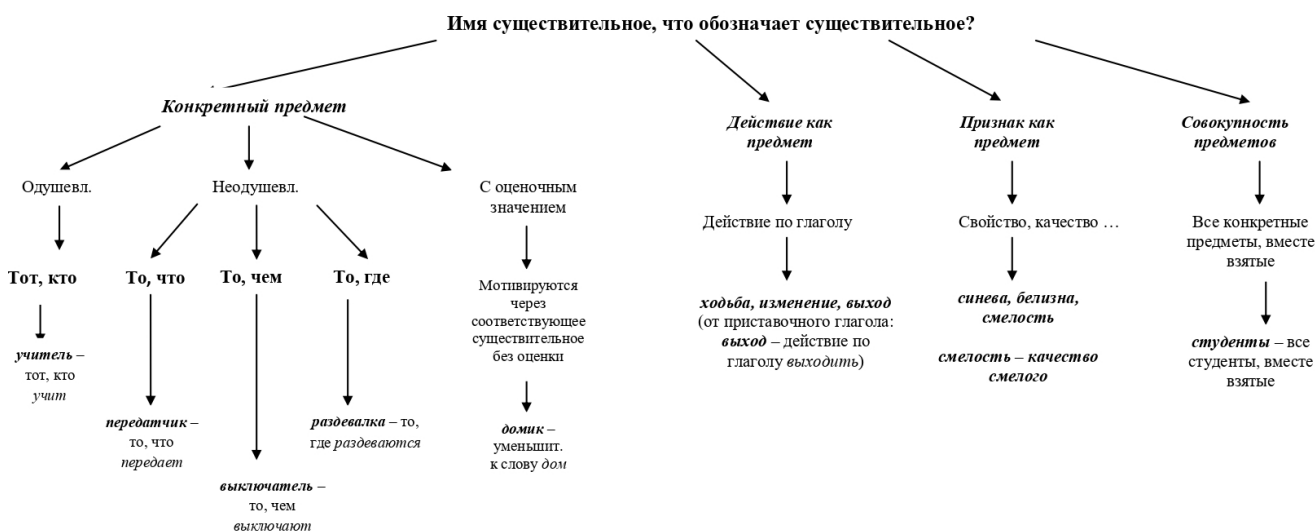 Имя существительное, что обозначает существительное?
Конкретный предмет
Одушевл.
Тот, кто
учитель –
тот, кто
учит
Неодушевл.
То, что
передатчик –
то, что
передает
То, чем
выключатель –
то, чем
выключают
То, где
раздевалка – то,
где раздеваются
С оценочным
значением
Мотивируются
через
соответствующее
существительное
без оценки
домик –
уменьшит.
к слову дом
Действие как
предмет
Действие по глаголу
ходьба, изменение, выход
(от приставочного глагола:
выход – действие по
глаголу выходить)
Признак как
предмет
Свойство, качество …
синева, белизна,
смелость
смелость – качество
смелого
Совокупность
предметов
Все конкретные
предметы, вместе
взятые
студенты – все
студенты, вместе
взятые